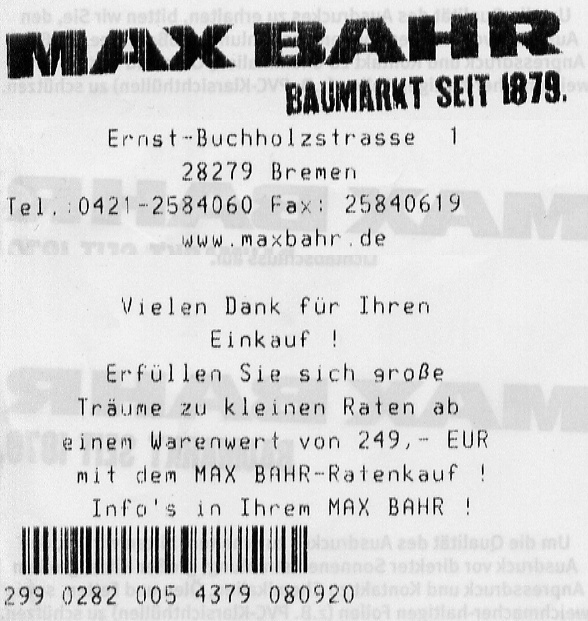 MAX BAHR
BAUMARKT SEIT 1879.
Ernst-Buchholzstrasse 1
28279 Bremen
Tel.:0421-2584060 Fax: 25840619
www.maxbahr.de
Vielen Dank für Ihren
Einkauf !
Erfüllen Sie sich große
Träume zu kleinen Raten ab
einem Warenwert von 249,- EUR
mit dem MAX BAHR-Ratenkauf !
Info's in Ihrem MAX BAHR !
299 0282 005 4379 080920